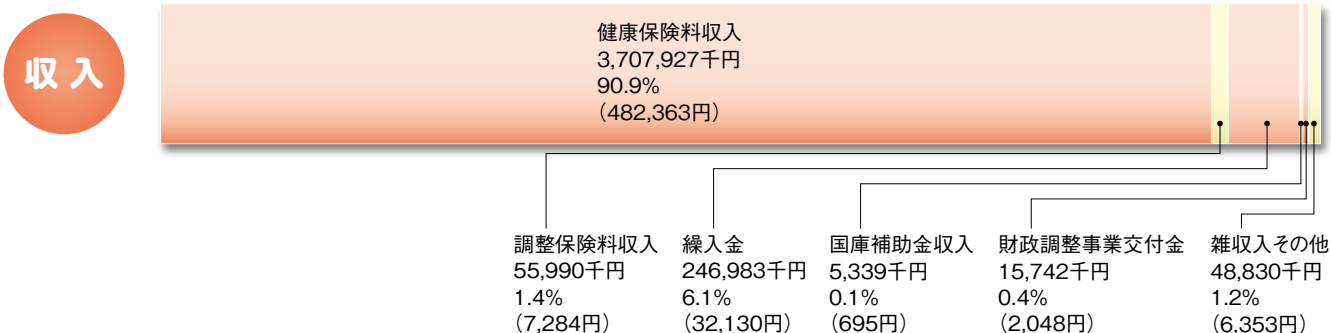 収入
健康保険料収入
3,707,927千円
90.9%
（482,363円）
調整保険料収入
55,990千円
1.4%
（7,284円）
繰入金
246,983千円
6.1%
（32,130円）
国庫補助金収入
5,339千円
0.1%
（695円）
財政調整事業交付金
15,742千円
0.4%
（2,048円）
雑収入その他
48,830千円
1.2%
（6,353円）